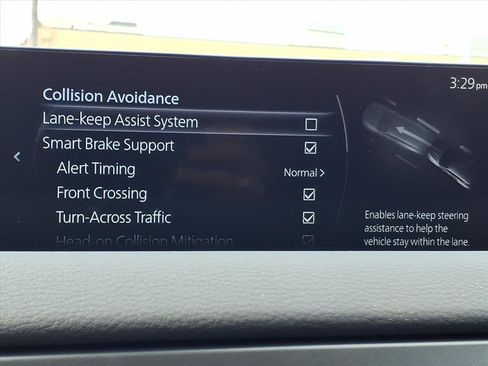 3:29pm
Collision Avoidance
Lane-keep Assist System
Smart Brake Support
Alert Timing
Normal >
Front Crossing
Turn-Across Traffic
Head-on Collision Mitigation
Enables lane-keep steering
assistance to help the
vehicle stay within the lane.